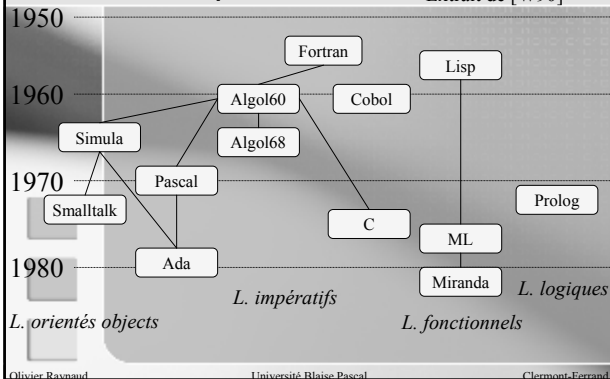 Extrait de
1950
Fortran
Lisp
1960
Algol60
Cobol
Simula
Algol68
1970
Pascal
Prolog
Smalltalk
C
ML
Ada
1980
Miranda
L. impératifs
L. logiques
L. orientés objects
L. fonctionnels
Olivier Raynaud Université Blaise Pascal Clermont-Ferrand